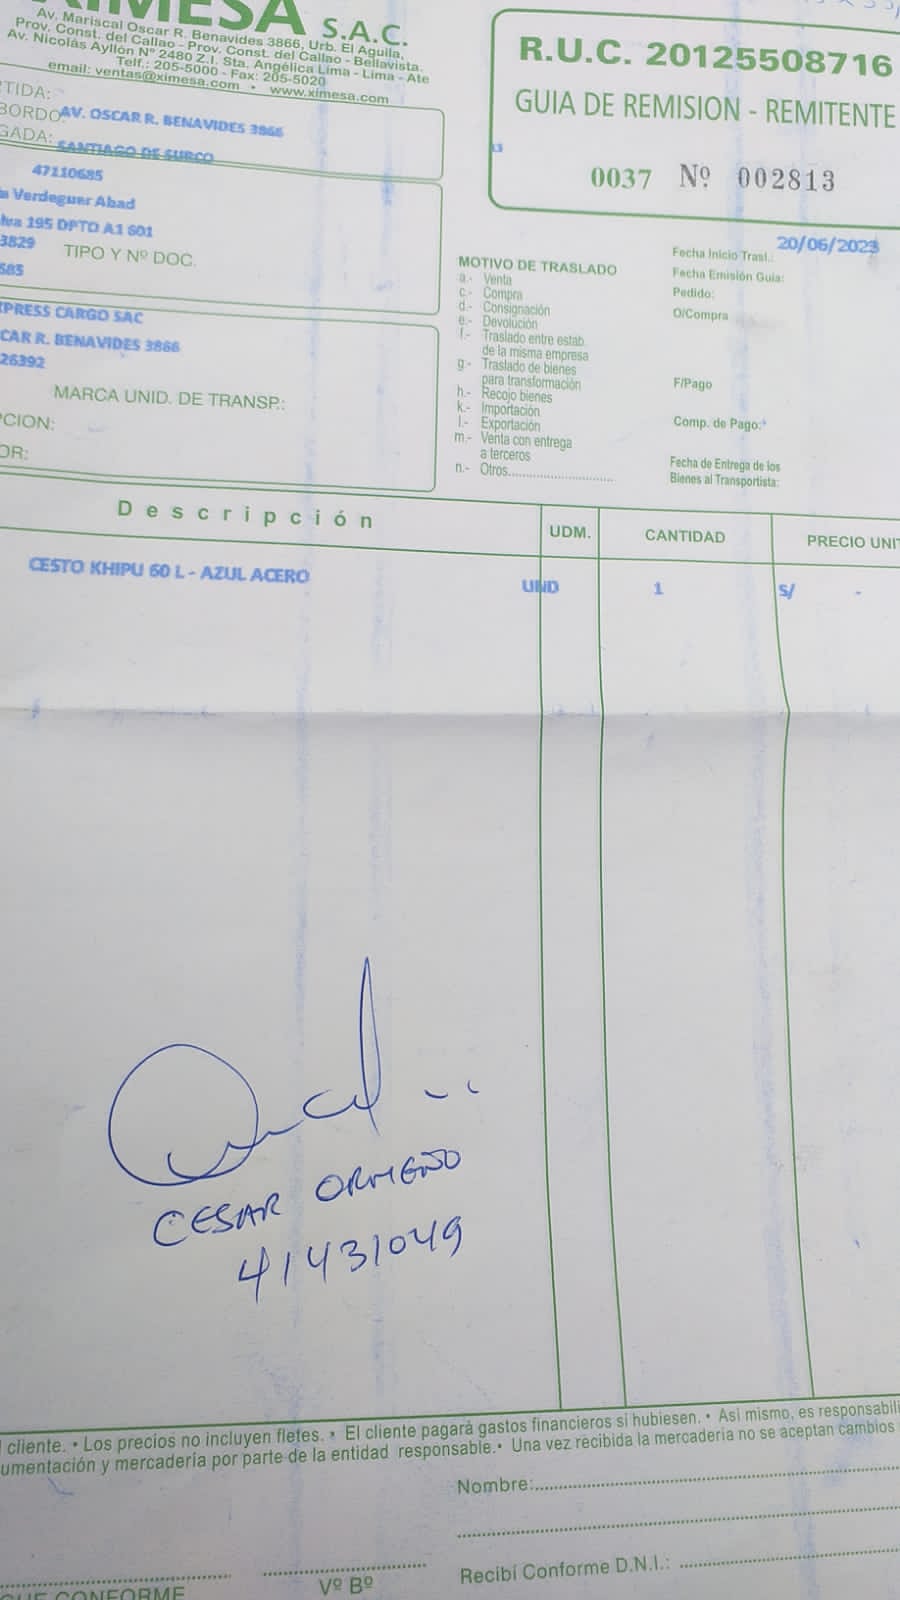 XIMESA S.A.C.
Av. Mariscal Oscar R. Benavides 3866, Urb. El Aguila,
Prov. Const. del Callao - Prov. Const. del Callao - Bellavista.
Av. Nicolás Ayllón Nº 2480 Z.I. Sta. Angélica Lima - Lima - Ate
Telf.: 205-5000 - Fax: 205-5020
email: ventas@ximesa.com • www.ximesa.com
R.U.C. 20125508716
GUIA DE REMISION - REMITENTE
0037 Nº 002813
TIDA:
BORDO AV. OSCAR R. BENAVIDES 3866
GADA: SANTIAGO DE SURCO
47110685
Verdeguer Abad
195 DPTO A1 601
3829 TIPO Y Nº DOC.
685
XPRESS CARGO SAC
CAR R. BENAVIDES 3866
26392
MARCA UNID. DE TRANSP.:
PCION:
OR:
MOTIVO DE TRASLADO
a.- Venta
c.- Compra
d.- Consignación
e.- Devolución
f.- Traslado entre estab.
de la misma empresa
g.- Traslado de bienes
para transformación
h.- Recojo bienes
k.- Importación
l.- Exportación
m.- Venta con entrega
a terceros
n.- Otros
Fecha Inicio Trasl.: 20/06/2023
Fecha Emisión Guia:
Pedido:
O/Compra
F/Pago
Comp. de Pago:
Fecha de Entrega de los
Bienes al Transportista:
Descripción UDM. CANTIDAD PRECIO UNIT
CESTO KHIPU 60 L - AZUL ACERO UND 1 S/ -
CESAR ORMEÑO
41431049
cliente. • Los precios no incluyen fletes. • El cliente pagará gastos financieros si hubiesen. • Asi mismo, es responsabili
umentación y mercadería por parte de la entidad responsable. • Una vez recibida la mercaderia no se aceptan cambios
Nombre:
Recibí Conforme D.N.I.:
QUE CONFORME
Vº Bº